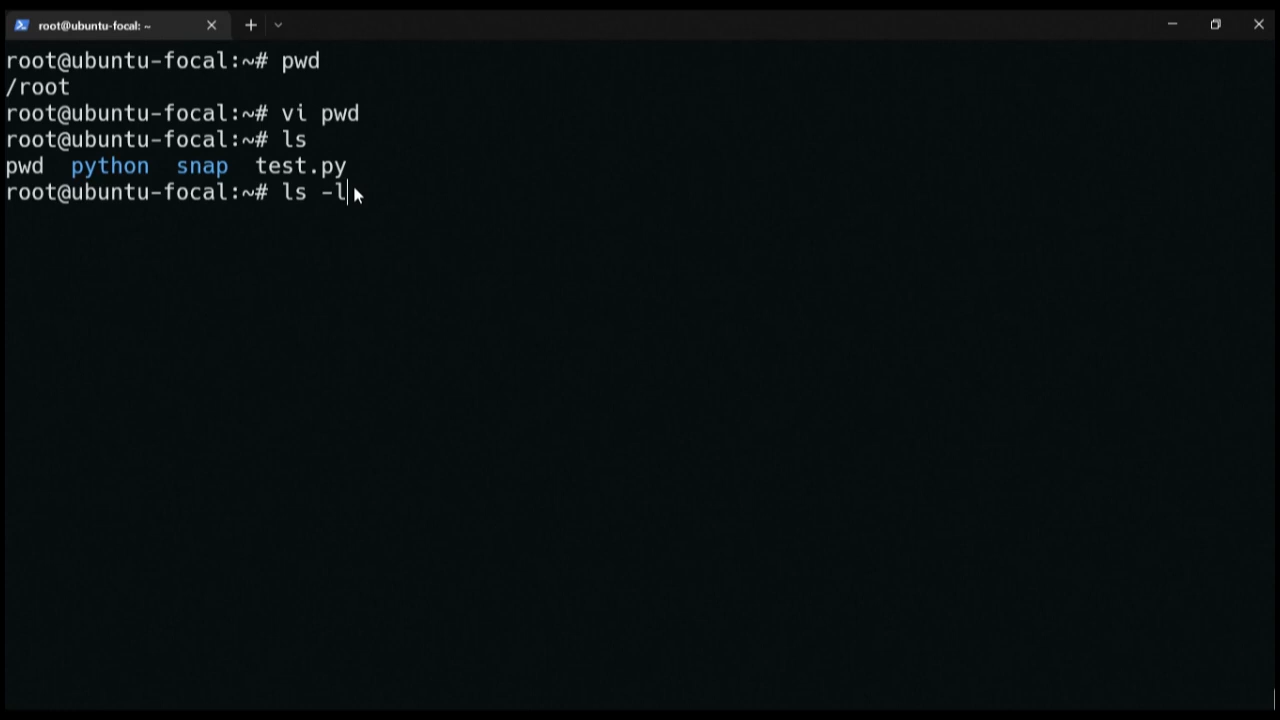 root@ubuntu-focal: ~
root@ubuntu-focal:~# pwd
/root
root@ubuntu-focal:~# vi pwd
root@ubuntu-focal:~# ls
pwd  python  snap  test.py
root@ubuntu-focal:~# ls -l